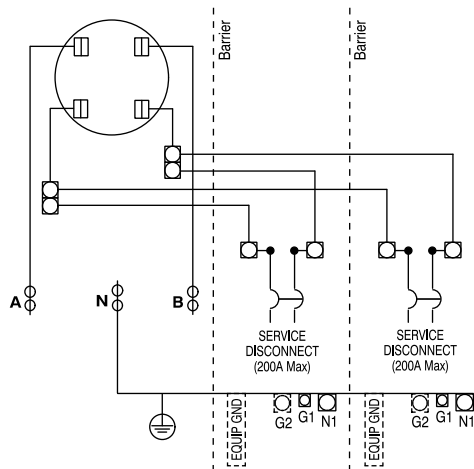 Barrier
Barrier
A
N
B
SERVICE
DISCONNECT
(200A Max)
SERVICE
DISCONNECT
(200A Max)
EQUIP GND
G2
G1
N1
EQUIP GND
G2
G1
N1